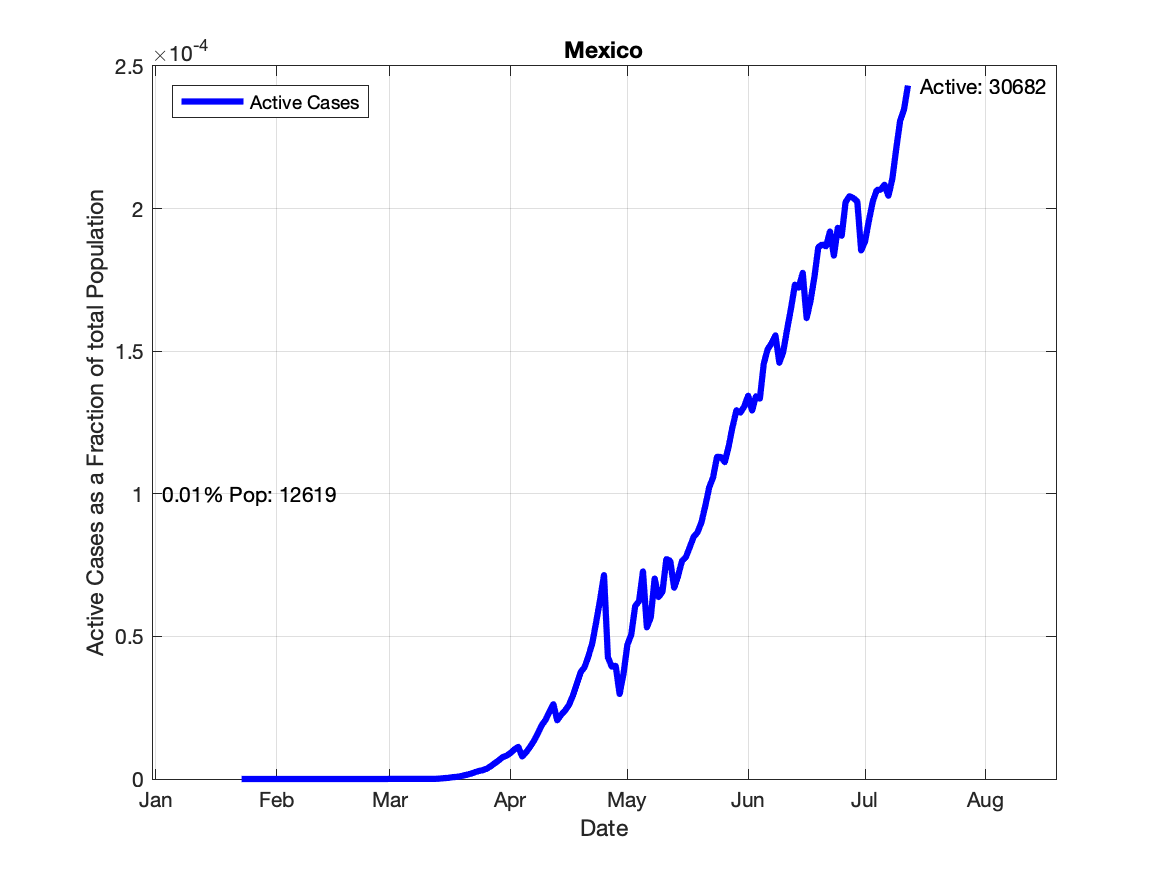 Mexico
×10-4
2.5
2
1.5
1
0.5
0
Active Cases as a Fraction of total Population
Active Cases
Active: 30682
0.01% Pop: 12619
Jan Feb Mar Apr May Jun Jul Aug
Date